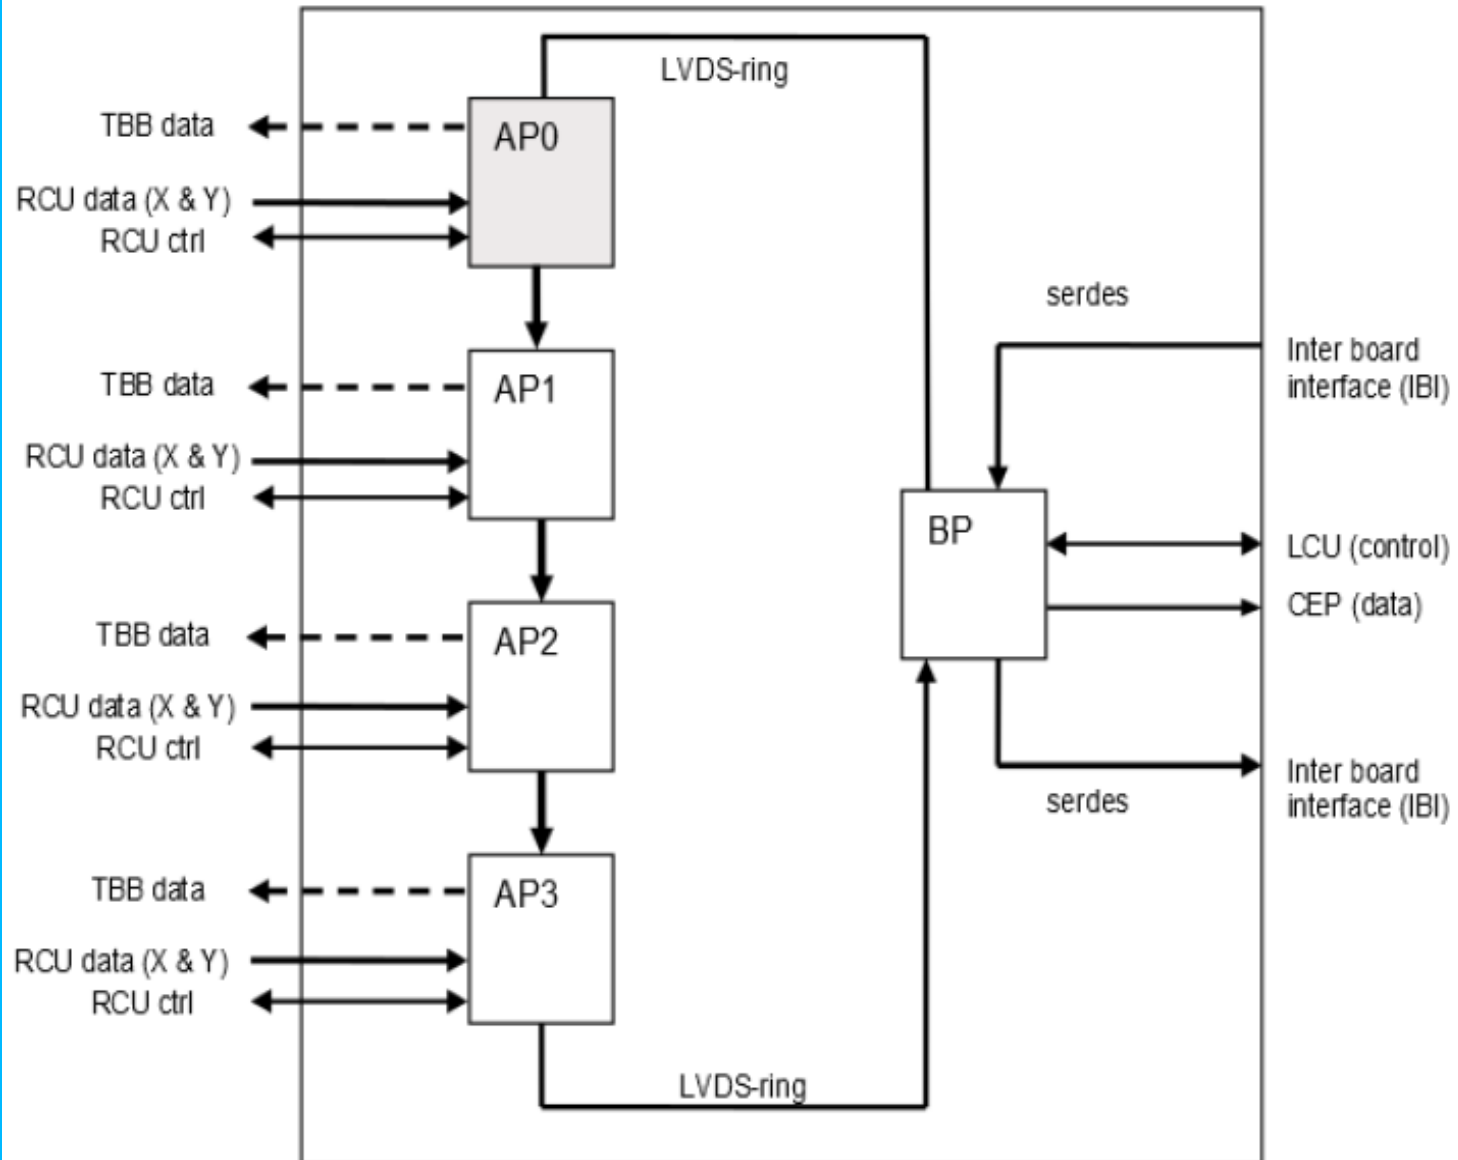 LVDS-ring
TBB data
AP0
RCU data (X & Y)
RCU ctrl
serdes
Inter board
interface (IBI)
TBB data
AP1
RCU data (X & Y)
RCU ctrl
BP
LCU (control)
CEP (data)
TBB data
AP2
RCU data (X & Y)
RCU ctrl
Inter board
interface (IBI)
serdes
TBB data
AP3
RCU data (X & Y)
RCU ctrl
LVDS-ring